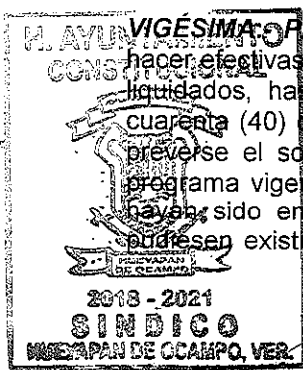 VIGÉSIMA.- P
H. AYUNTAMIENTO
hacer efectivas
CONSTITUCIONAL
liquidados, ha
cuarenta (40)
preverse el so
programa vige
hayan sido en
pudiesen exist
HUEYAPAN
DE OCAMPO
2018 - 2021
SINDICO
HUEYAPAN DE OCAMPO, VER.